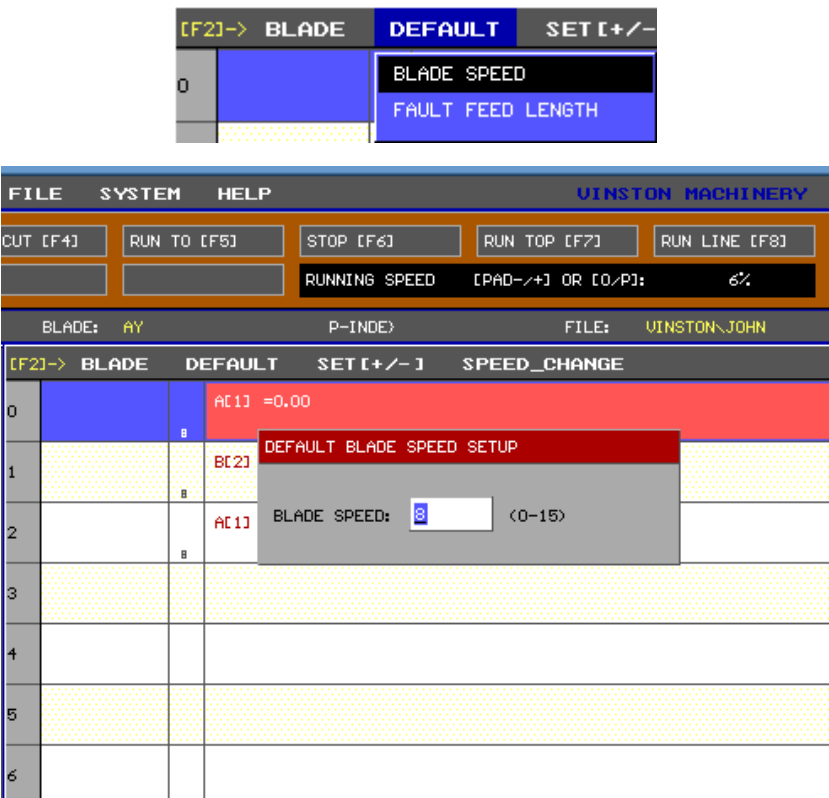 [F2]-> BLADE DEFAULT SET[+/-
0 BLADE SPEED
FAULT FEED LENGTH
FILE SYSTEM HELP VINSTON MACHINERY
CUT [F4] RUN TO [F5] STOP [F6] RUN TOP [F7] RUN LINE [F8]
RUNNING SPEED [PAD-/+] OR [O/P]: 6%
BLADE: AY P-INDE> FILE: VINSTON\JOHN
[F2]-> BLADE DEFAULT SET[+/-] SPEED_CHANGE
0 8 A[1] =0.00
DEFAULT BLADE SPEED SETUP
1 8 B[2]
BLADE SPEED: 8 (0-15)
2 8 A[1]
3
4
5
6